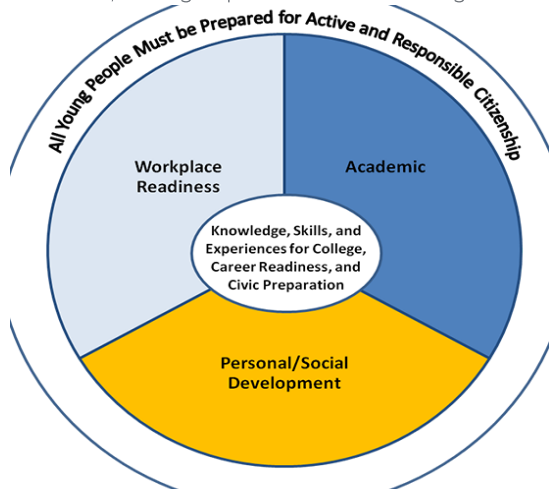 All Young People Must be Prepared for Active and Responsible Citizenship
Workplace
Readiness
Academic
Knowledge, Skills, and
Experiences for College,
Career Readiness, and
Civic Preparation
Personal/Social
Development